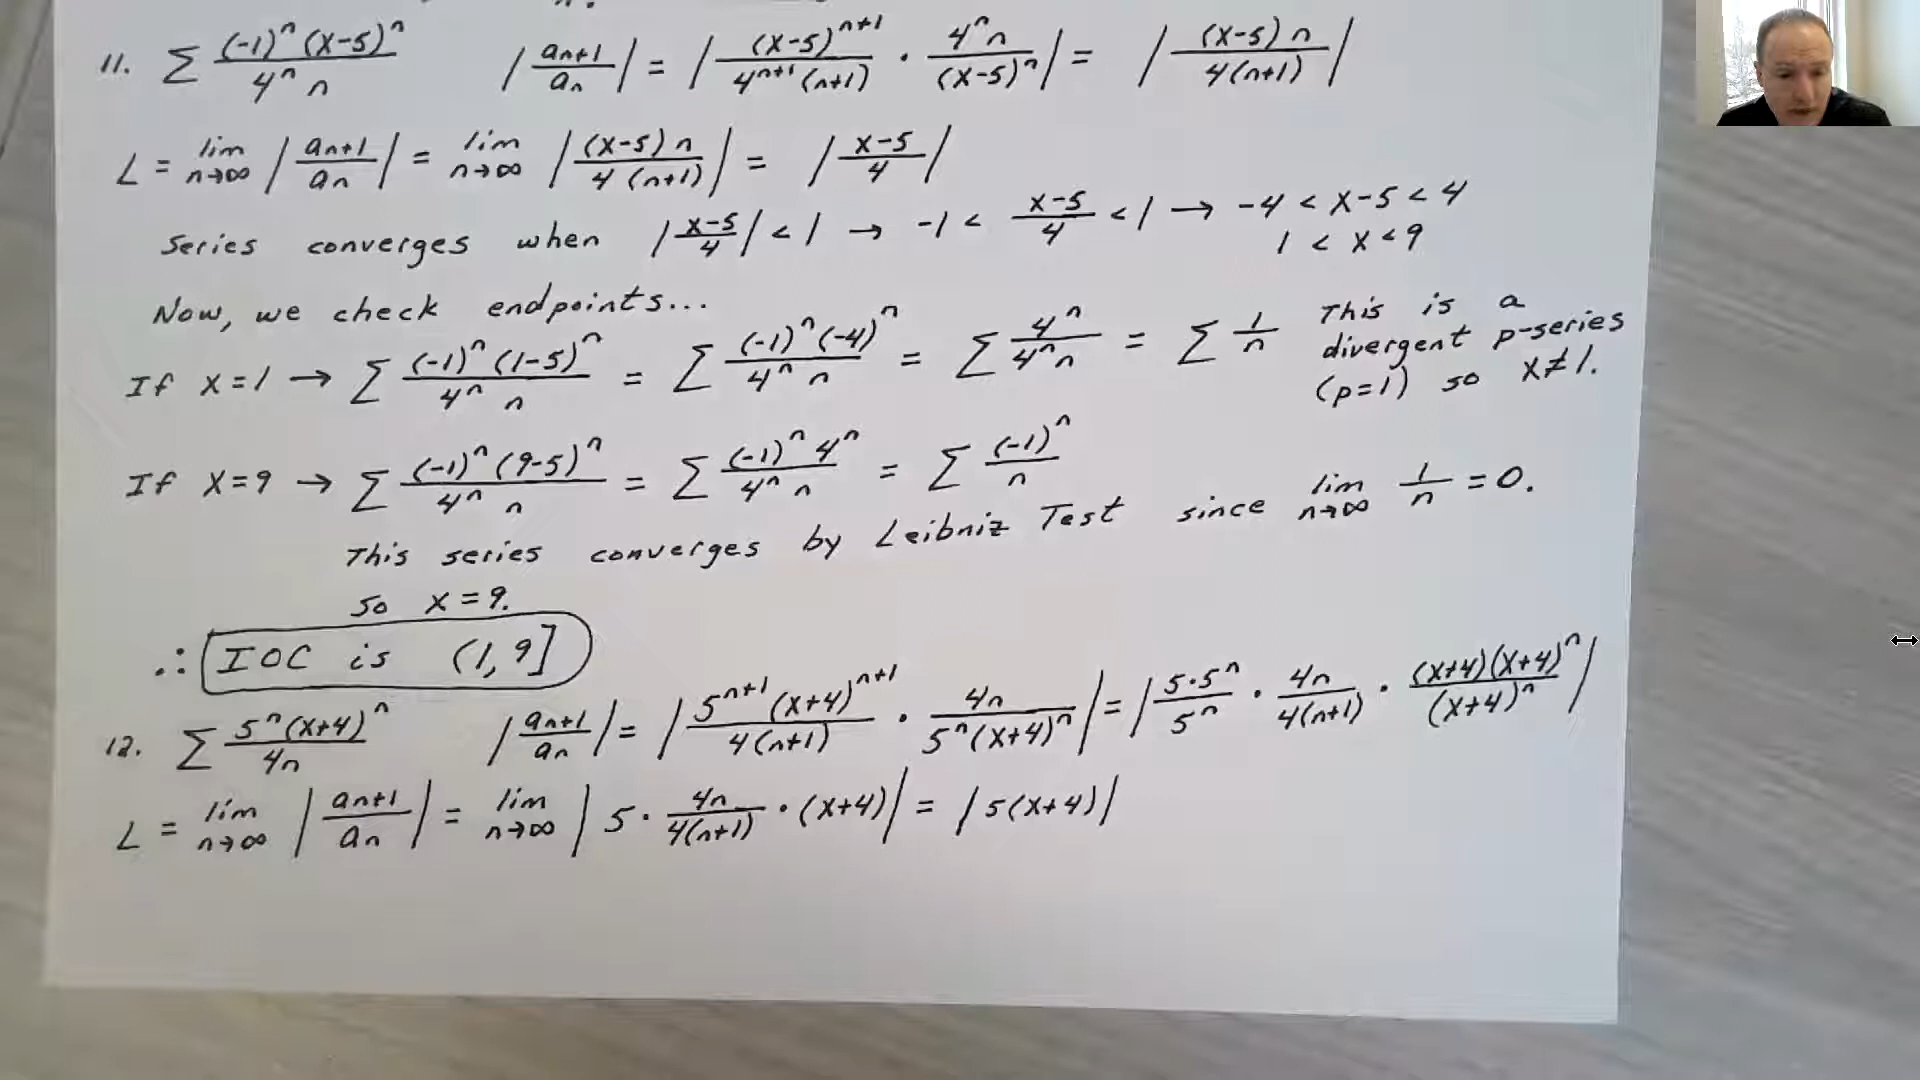 11. Σ (-1)^n (x-5)^n / 4^n n   |a_{n+1} / a_n| = |(x-5)^{n+1} / 4^{n+1} (n+1) · 4^n n / (x-5)^n| = |(x-5) n / 4(n+1)|
L = lim_{n→∞} |a_{n+1} / a_n| = lim_{n→∞} |(x-5) n / 4 (n+1)| = |x-5 / 4|
Series converges when |x-5 / 4| < 1 → -1 < x-5 / 4 < 1 → -4 < x-5 < 4
1 < x < 9
Now, we check endpoints...
If x=1 → Σ (-1)^n (1-5)^n / 4^n n = Σ (-1)^n (-4)^n / 4^n n = Σ 4^n / 4^n n = Σ 1/n
This is a
divergent p-series
(p=1) so x≠1.
If x=9 → Σ (-1)^n (9-5)^n / 4^n n = Σ (-1)^n 4^n / 4^n n = Σ (-1)^n / n
This series converges by Leibniz Test since lim_{n→∞} 1/n = 0.
so x=9.
∴ IOC is (1, 9]
12. Σ 5^n (x+4)^n / 4n   |a_{n+1} / a_n| = |5^{n+1} (x+4)^{n+1} / 4(n+1) · 4n / 5^n (x+4)^n| = |5·5^n / 5^n · 4n / 4(n+1) · (x+4)(x+4)^n / (x+4)^n|
L = lim_{n→∞} |a_{n+1} / a_n| = lim_{n→∞} |5 · 4n / 4(n+1) · (x+4)| = |5(x+4)|